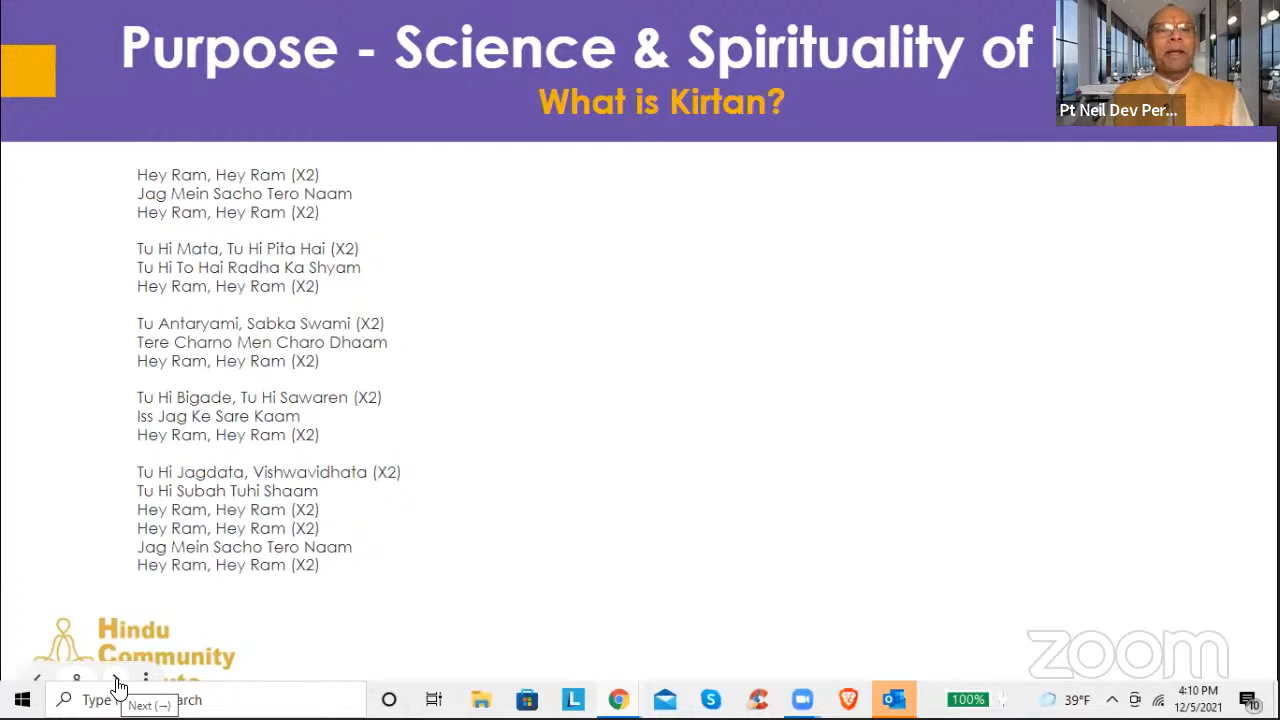 Purpose - Science & Spirituality of
What is Kirtan?
Pt Neil Dev Per...
Hey Ram, Hey Ram (X2)
Jag Mein Sacho Tero Naam
Hey Ram, Hey Ram (X2)
Tu Hi Mata, Tu Hi Pita Hai (X2)
Tu Hi To Hai Radha Ka Shyam
Hey Ram, Hey Ram (X2)
Tu Antaryami, Sabka Swami (X2)
Tere Charno Men Charo Dhaam
Hey Ram, Hey Ram (X2)
Tu Hi Bigade, Tu Hi Sawaren (X2)
Iss Jag Ke Sare Kaam
Hey Ram, Hey Ram (X2)
Tu Hi Jagdata, Vishwavidhata (X2)
Tu Hi Subah Tuhi Shaam
Hey Ram, Hey Ram (X2)
Hey Ram, Hey Ram (X2)
Jag Mein Sacho Tero Naam
Hey Ram, Hey Ram (X2)
Hindu
Community
zoom
Type
Next (→)
100%
39°F
4:10 PM
12/5/2021
10